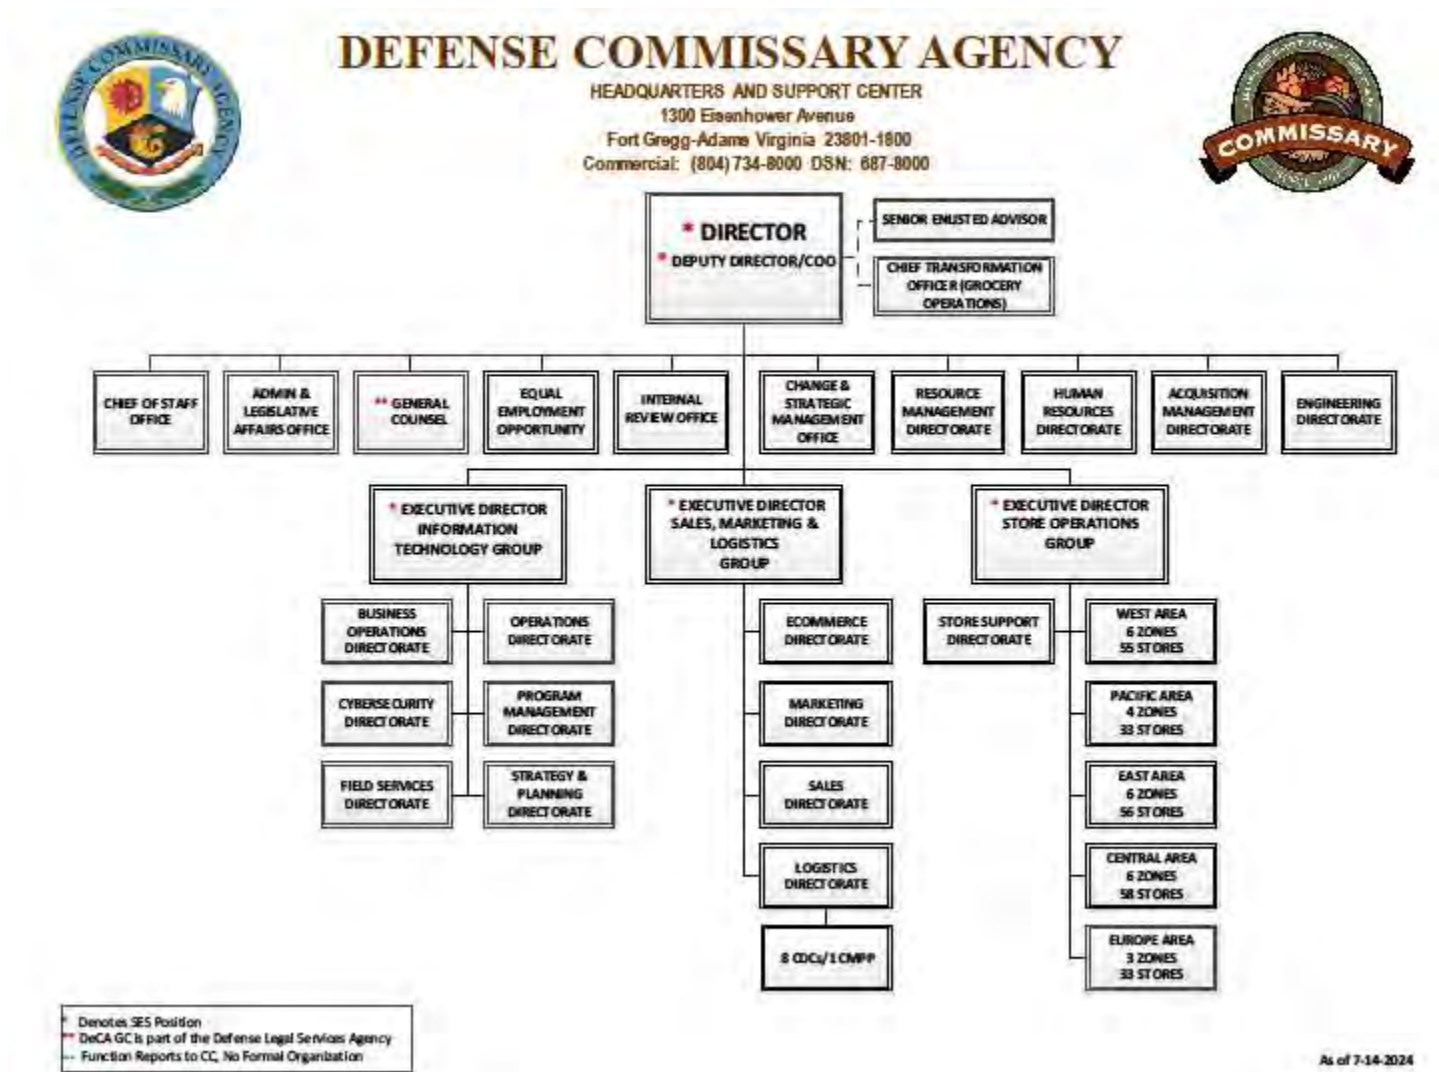 DEFENSE COMMISSARY AGENCY
DEFENSE COMMISSARY AGENCY
HEADQUARTERS AND SUPPORT CENTER
1300 Eisenhower Avenue
Fort Gregg-Adams Virginia 23801-1800
Commercial: (804) 734-8000 DSN: 687-8000
COMMISSARY
* DIRECTOR
* DEPUTY DIRECTOR/COO
SENIOR ENLISTED ADVISOR
CHIEF TRANSFORMATION
OFFICER (GROCERY
OPERATIONS)
CHIEF OF STAFF
OFFICE
ADMIN &
LEGISLATIVE
AFFAIRS OFFICE
** GENERAL
COUNSEL
EQUAL
EMPLOYMENT
OPPORTUNITY
INTERNAL
REVIEW OFFICE
CHANGE &
STRATEGIC
MANAGEMENT
OFFICE
RESOURCE
MANAGEMENT
DIRECTORATE
HUMAN
RESOURCES
DIRECTORATE
ACQUISITION
MANAGEMENT
DIRECTORATE
ENGINEERING
DIRECTORATE
* EXECUTIVE DIRECTOR
INFORMATION
TECHNOLOGY GROUP
* EXECUTIVE DIRECTOR
SALES, MARKETING &
LOGISTICS
GROUP
* EXECUTIVE DIRECTOR
STORE OPERATIONS
GROUP
BUSINESS
OPERATIONS
DIRECTORATE
OPERATIONS
DIRECTORATE
CYBERSECURITY
DIRECTORATE
PROGRAM
MANAGEMENT
DIRECTORATE
FIELD SERVICES
DIRECTORATE
STRATEGY &
PLANNING
DIRECTORATE
ECOMMERCE
DIRECTORATE
MARKETING
DIRECTORATE
SALES
DIRECTORATE
LOGISTICS
DIRECTORATE
8 CDCs/1 CMPP
STORE SUPPORT
DIRECTORATE
WEST AREA
6 ZONES
55 STORES
PACIFIC AREA
4 ZONES
33 STORES
EAST AREA
6 ZONES
56 STORES
CENTRAL AREA
6 ZONES
58 STORES
EUROPE AREA
3 ZONES
33 STORES
* Denotes SES Position
** DeCA GC is part of the Defense Legal Services Agency
--- Function Reports to CC, No Formal Organization
As of 7-14-2024